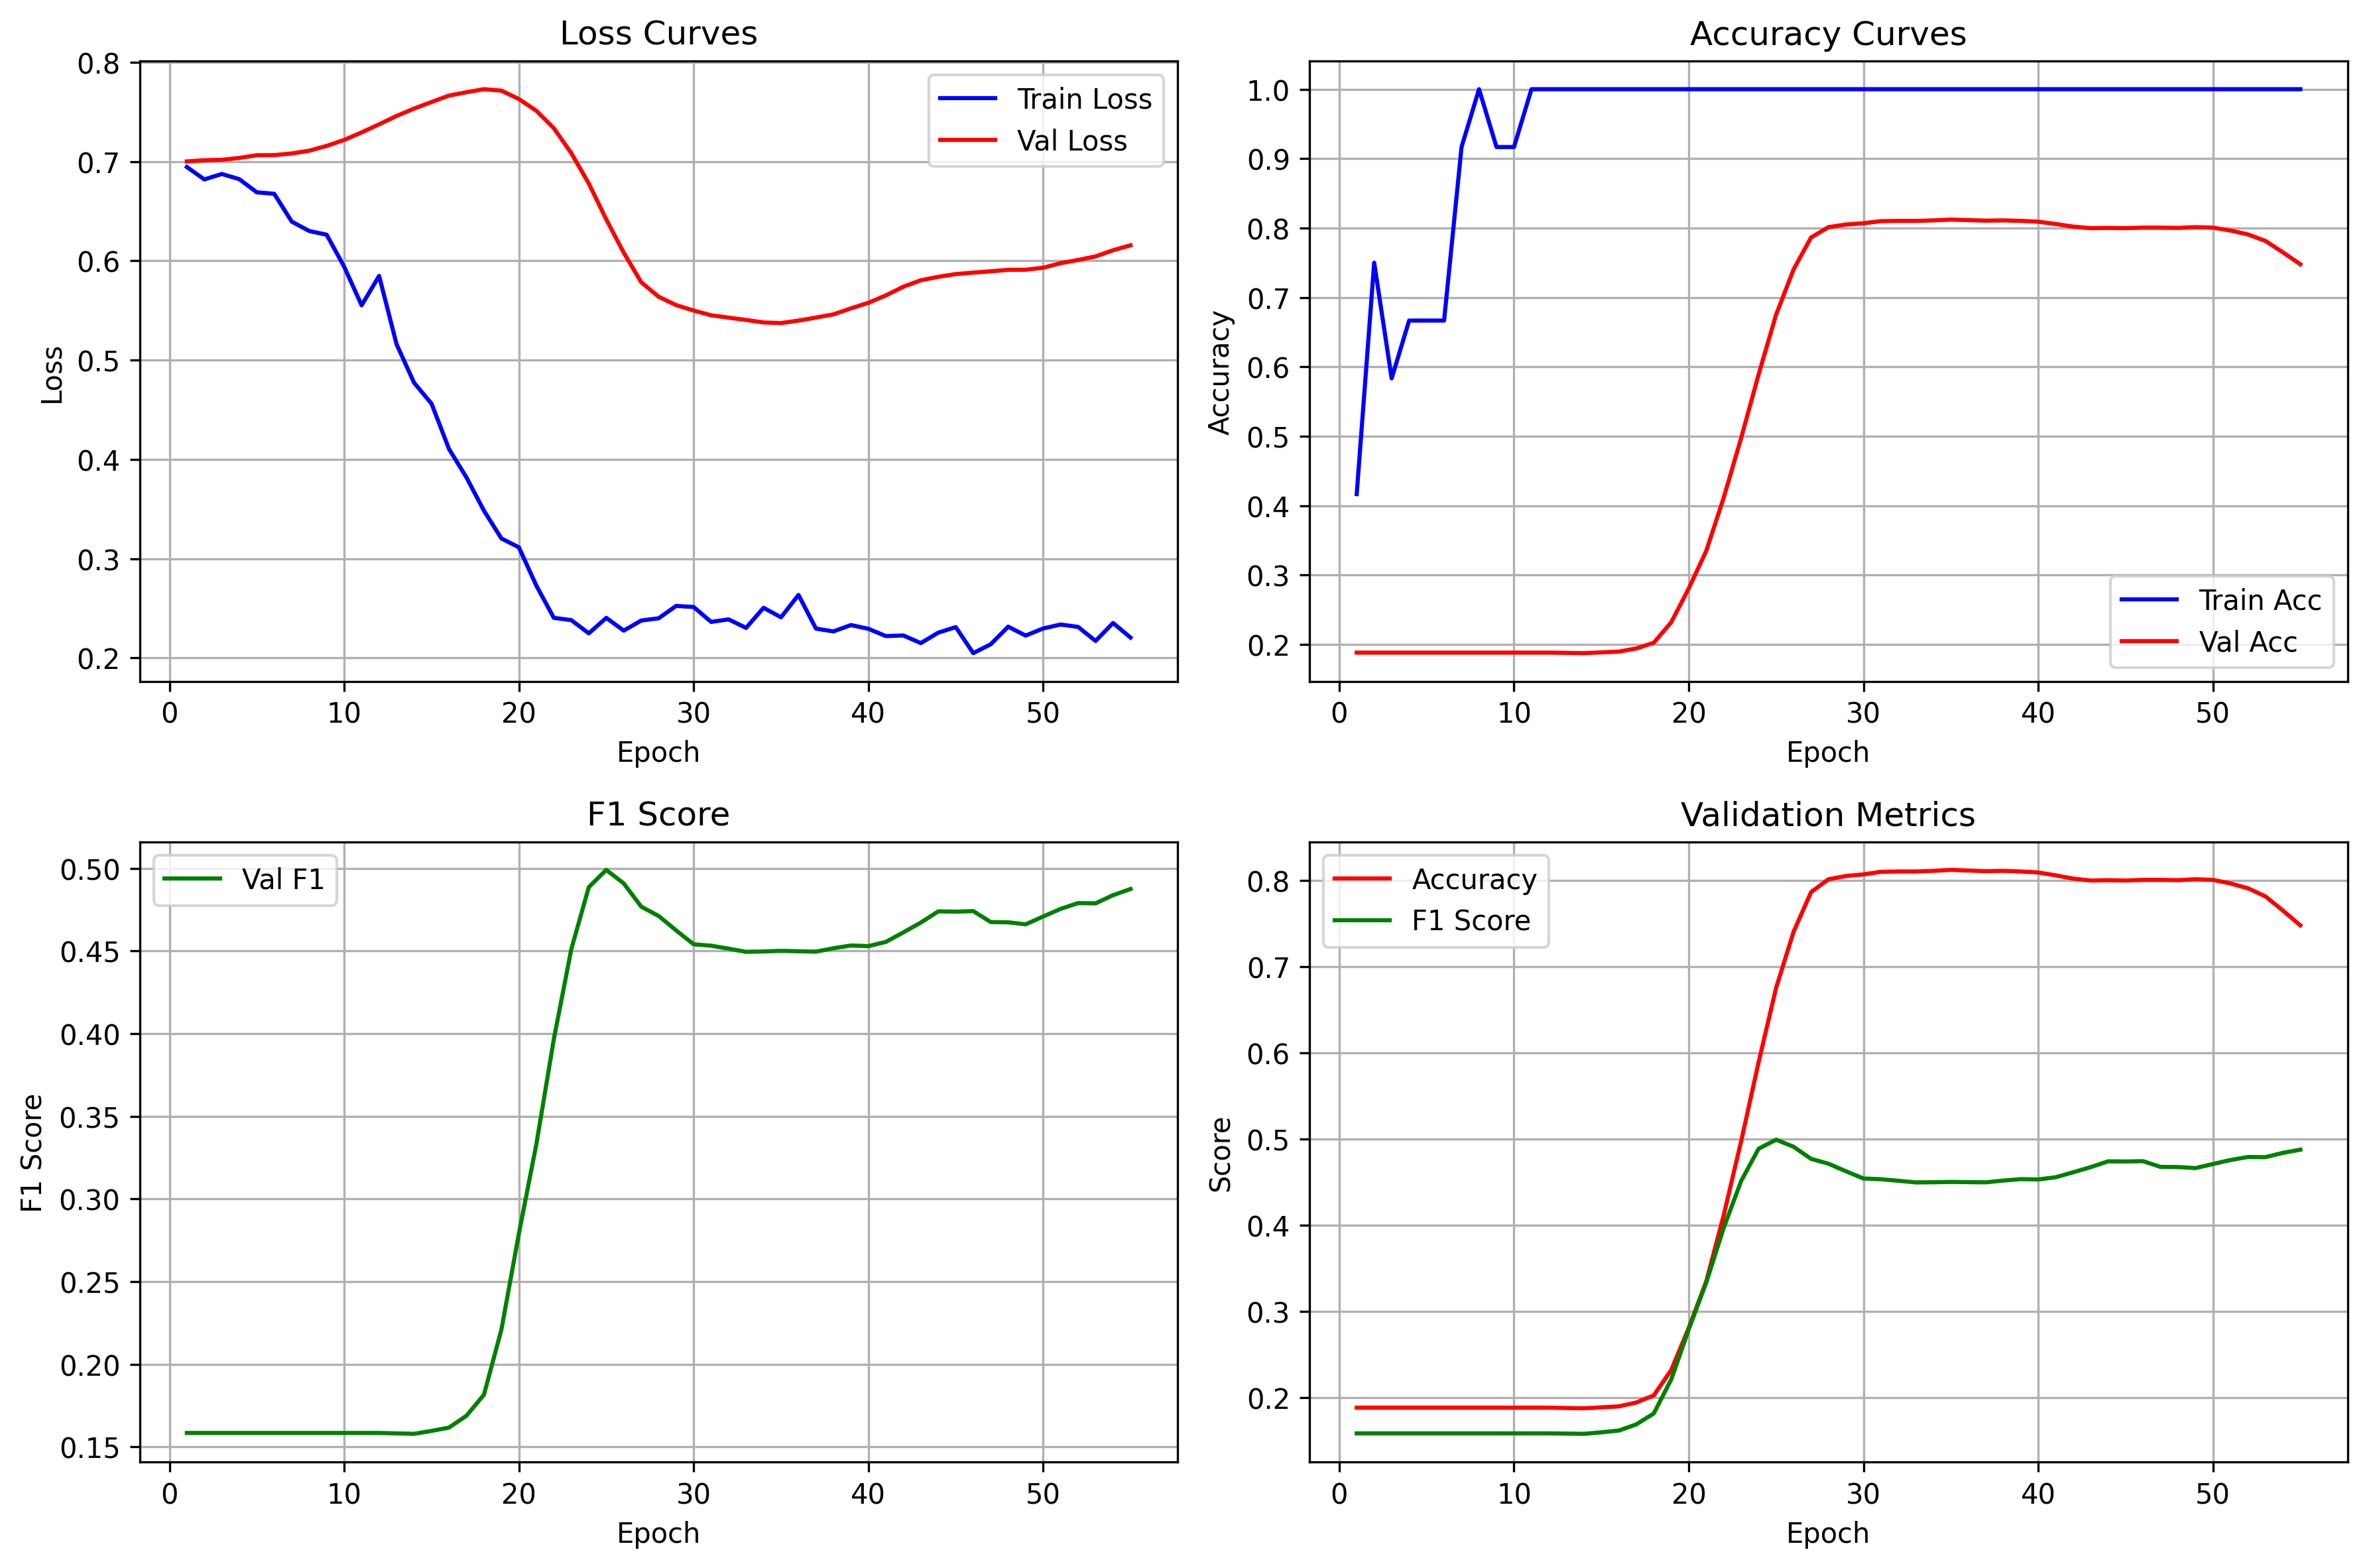 Loss Curves
0.8
0.7
0.6
0.5
0.4
0.3
0.2
Loss
Train Loss
Val Loss
0 10 20 30 40 50
Epoch
Accuracy Curves
1.0
0.9
0.8
0.7
0.6
0.5
0.4
0.3
0.2
Accuracy
Train Acc
Val Acc
0 10 20 30 40 50
Epoch
F1 Score
0.50
0.45
0.40
0.35
0.30
0.25
0.20
0.15
F1 Score
Val F1
0 10 20 30 40 50
Epoch
Validation Metrics
0.8
0.7
0.6
0.5
0.4
0.3
0.2
Score
Accuracy
F1 Score
0 10 20 30 40 50
Epoch